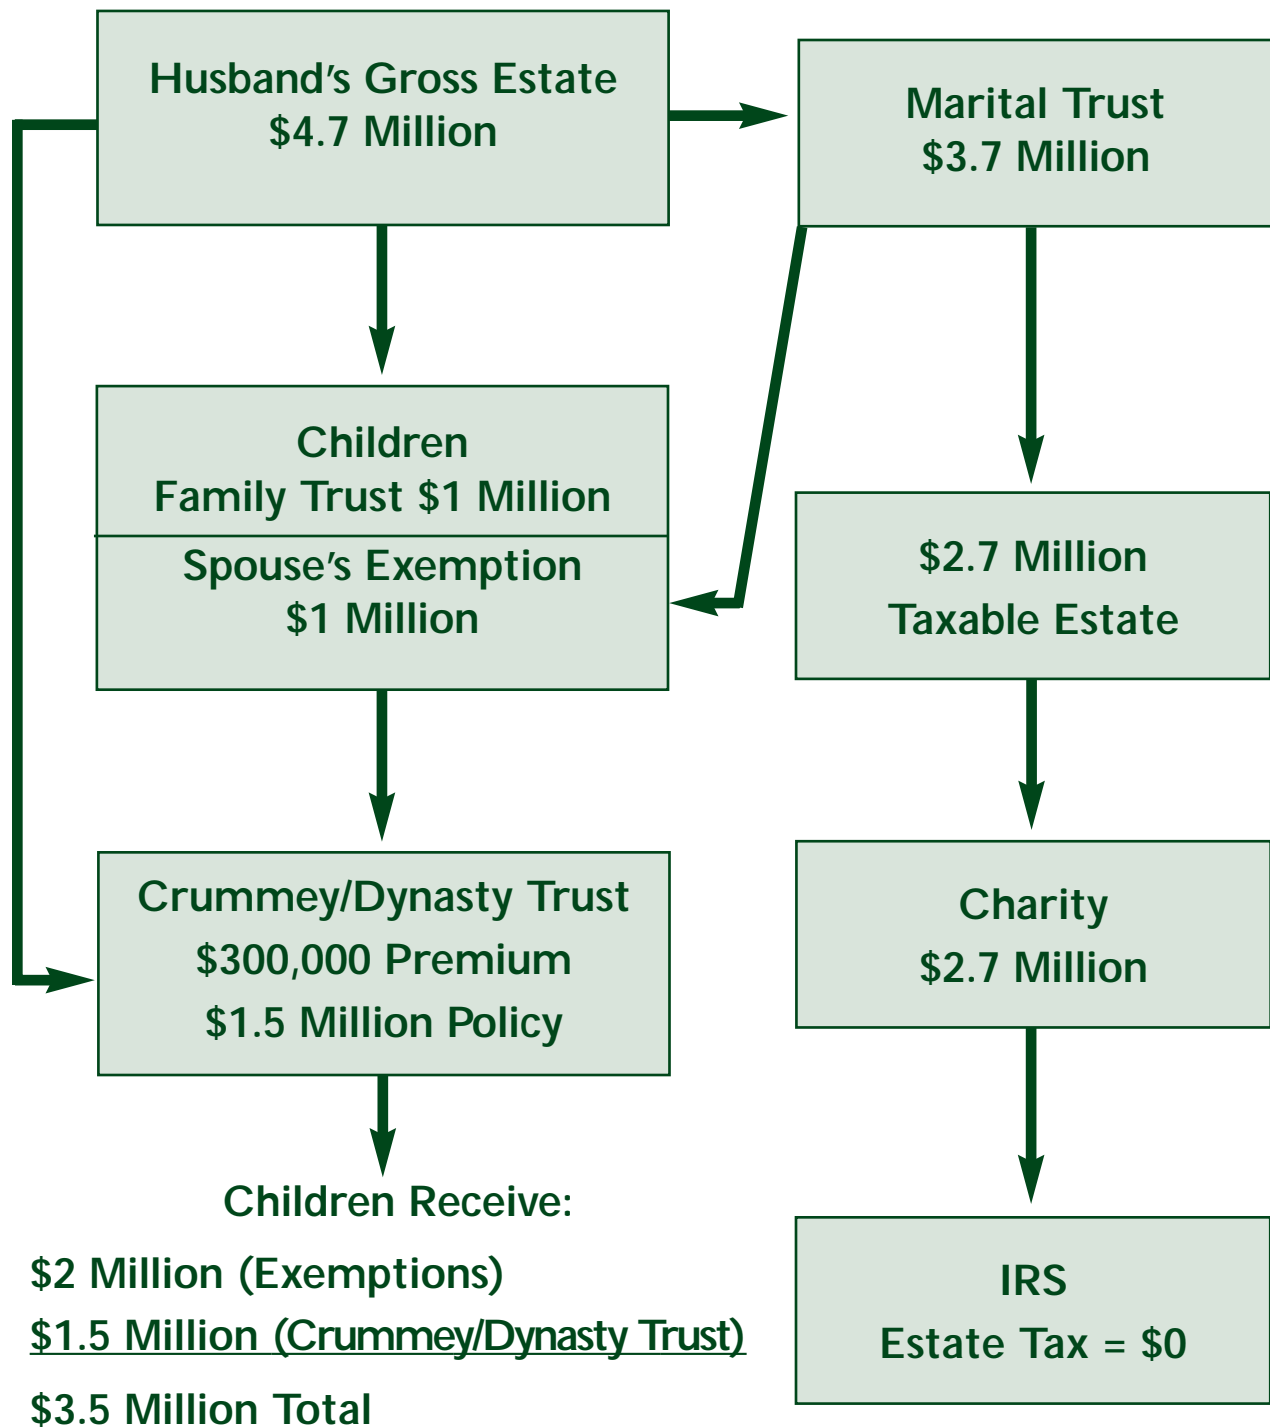 Husband's Gross Estate
$4.7 Million
Marital Trust
$3.7 Million
Children
Family Trust $1 Million
Spouse's Exemption
$1 Million
$2.7 Million
Taxable Estate
Crummey/Dynasty Trust
$300,000 Premium
$1.5 Million Policy
Charity
$2.7 Million
Children Receive:
$2 Million (Exemptions)
$1.5 Million (Crummey/Dynasty Trust)
$3.5 Million Total
IRS
Estate Tax = $0